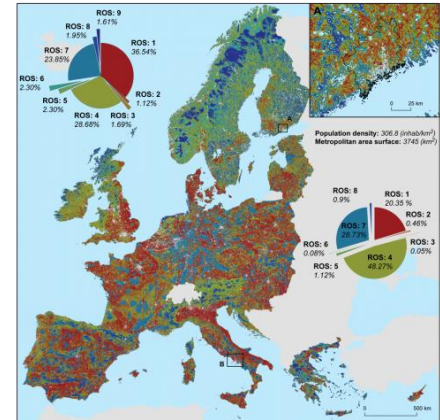 ROS: 9
1.61%
ROS: 8
1.95%
ROS: 1
36.54%
ROS: 7
23.85%
ROS: 6
2.30%
ROS: 5
2.30%
ROS: 2
1.12%
ROS: 4
28.68%
ROS: 3
1.69%
A
0 25 km
Population density: 306.8 (inhab/km²)
Metropolitan area surface: 3745 (km²)
A
ROS: 8
0.9%
ROS: 1
20.35 %
ROS: 2
0.46%
ROS: 7
28.73%
ROS: 3
0.05%
ROS: 6
0.08%
ROS: 5
1.12%
ROS: 4
48.27%
B
0 500 km